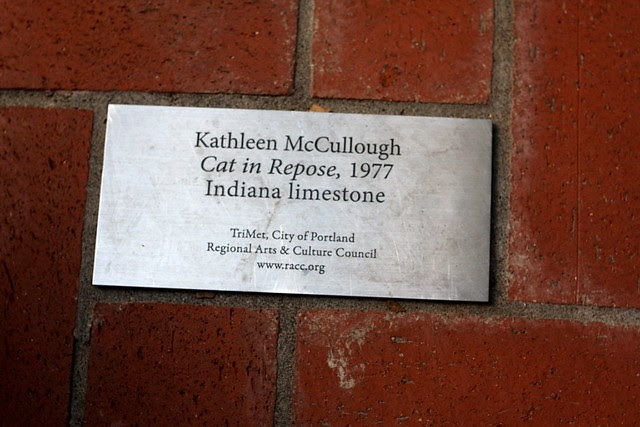 Kathleen McCullough
Cat in Repose, 1977
Indiana limestone
TriMet, City of Portland
Regional Arts & Culture Council
www.racc.org